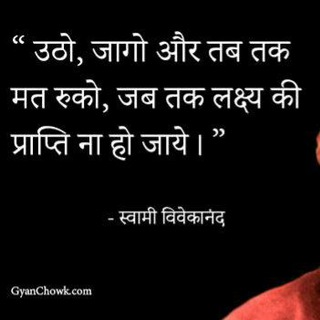 “ उठो, जागो और तब तक
मत रुको, जब तक लक्ष्य की
प्राप्ति ना हो जाये। ”
- स्वामी विवेकानंद
GyanChowk.com